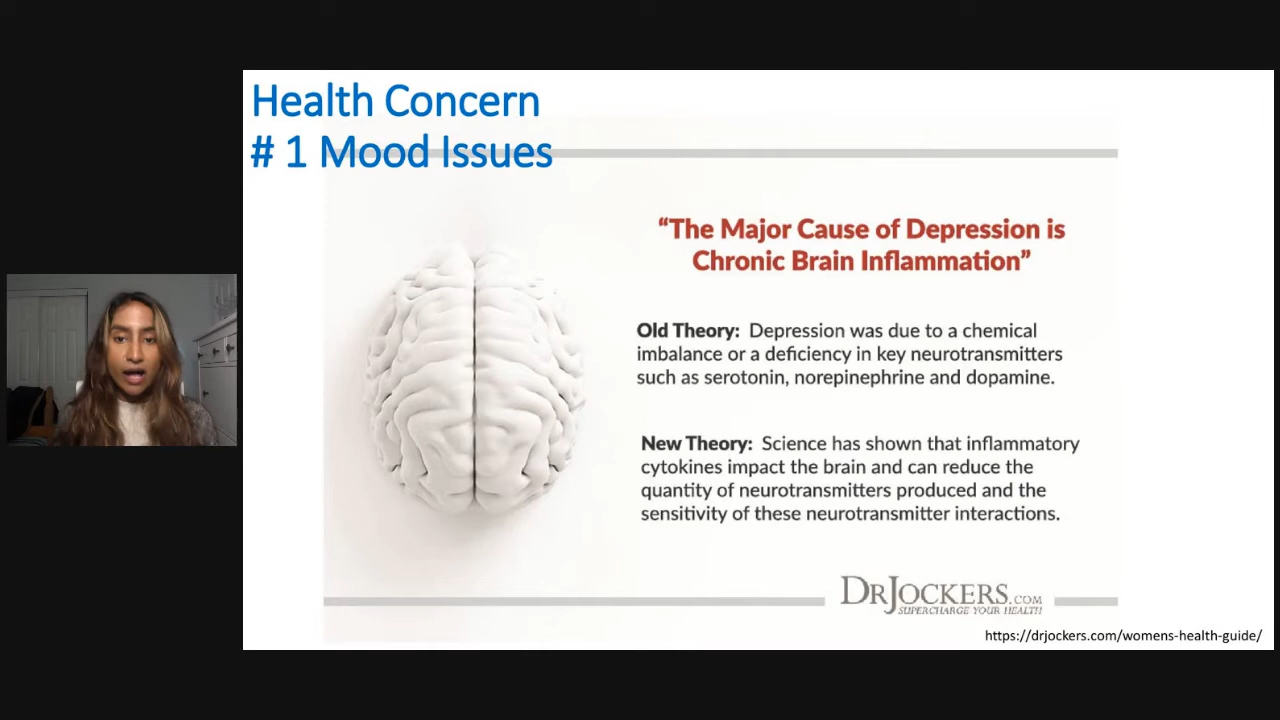 Health Concern
# 1 Mood Issues
“The Major Cause of Depression is
Chronic Brain Inflammation”
Old Theory: Depression was due to a chemical
imbalance or a deficiency in key neurotransmitters
such as serotonin, norepinephrine and dopamine.
New Theory: Science has shown that inflammatory
cytokines impact the brain and can reduce the
quantity of neurotransmitters produced and the
sensitivity of these neurotransmitter interactions.
DRJOCKERS.COM
SUPERCHARGE YOUR HEALTH
https://drjockers.com/womens-health-guide/